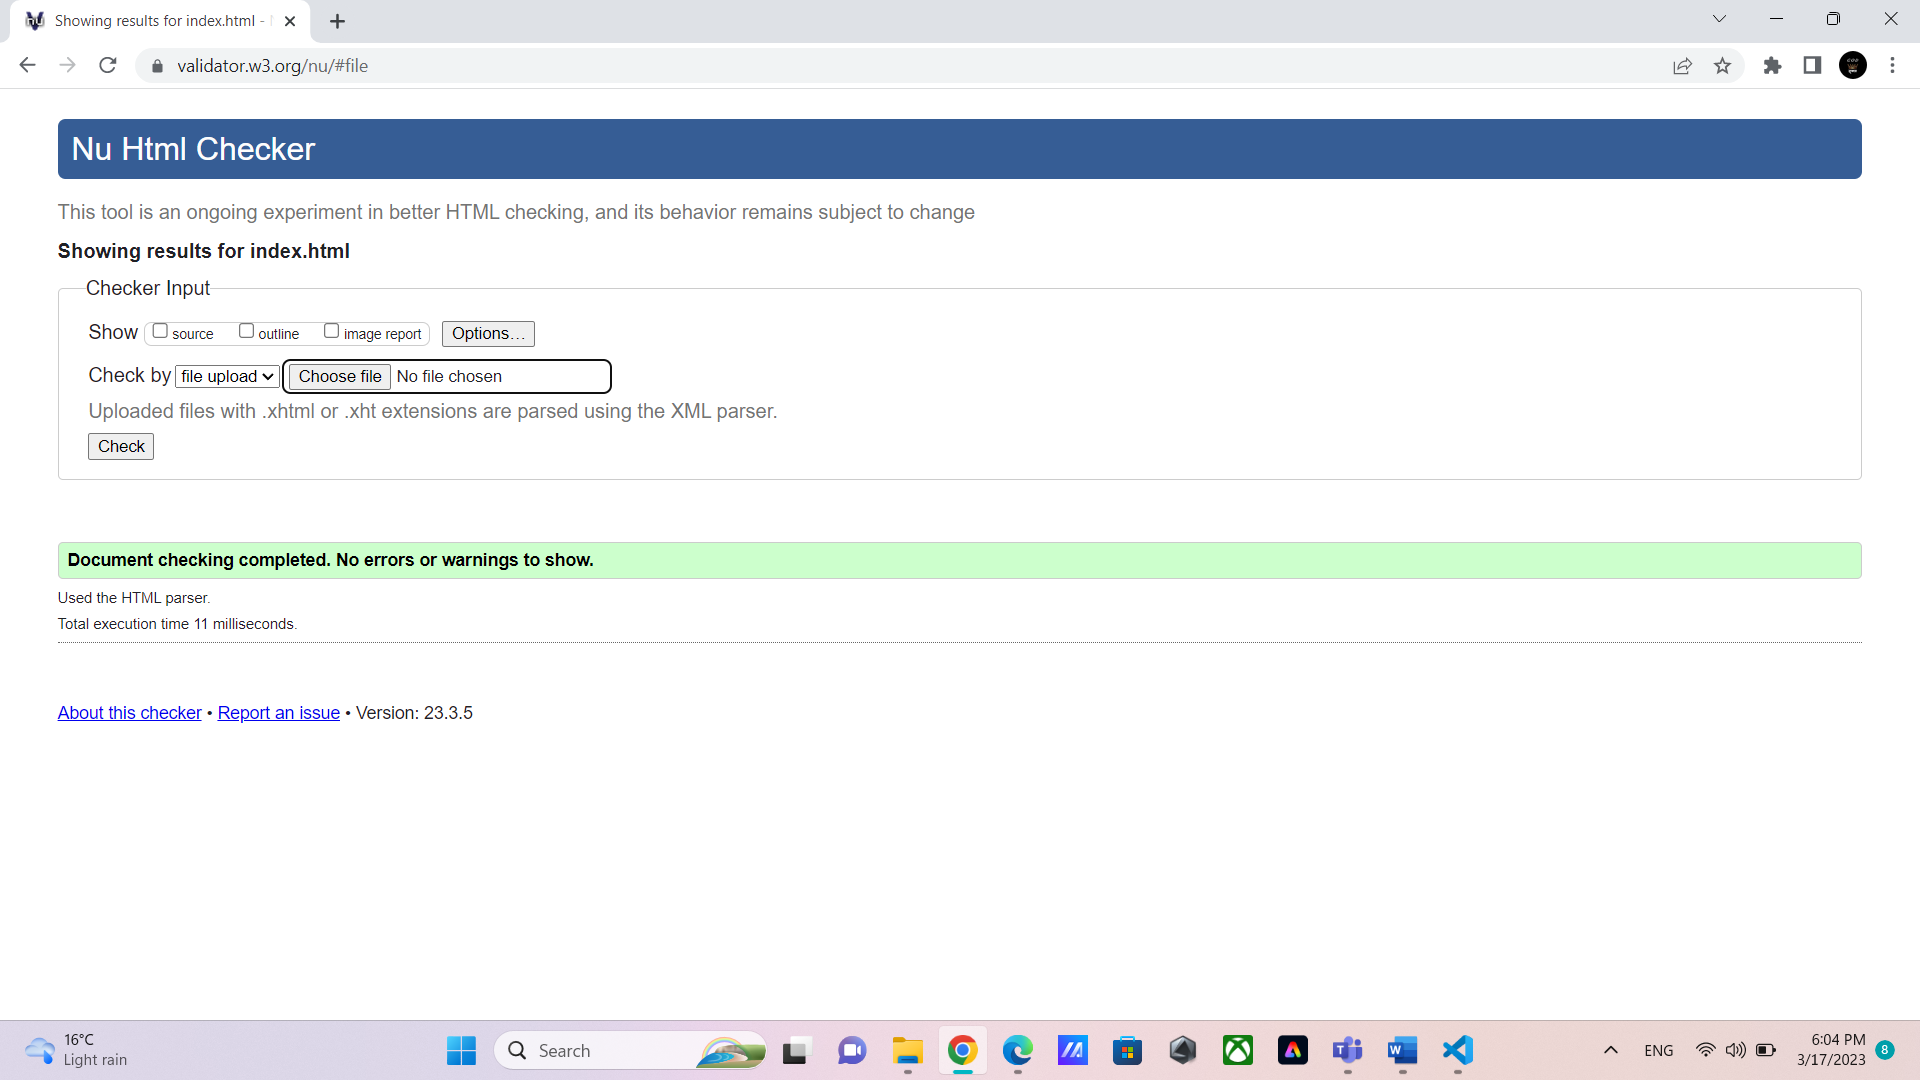 Showing results for index.html -
validator.w3.org/nu/#file
Nu Html Checker
This tool is an ongoing experiment in better HTML checking, and its behavior remains subject to change
Showing results for index.html
Checker Input
Show source outline image report Options…
Check by file upload Choose file No file chosen
Uploaded files with .xhtml or .xht extensions are parsed using the XML parser.
Check
Document checking completed. No errors or warnings to show.
Used the HTML parser.
Total execution time 11 milliseconds.
About this checker • Report an issue • Version: 23.3.5
16°C
Light rain
Search
ENG
6:04 PM
3/17/2023
8